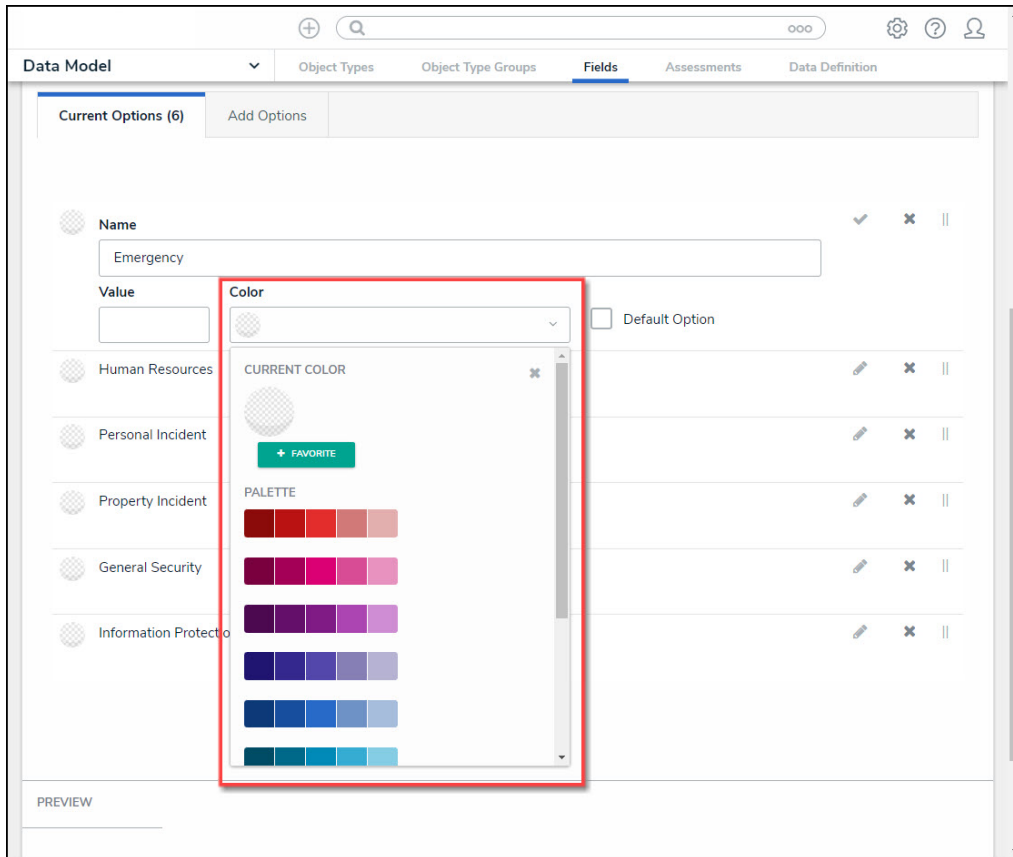 Data Model
Object Types
Object Type Groups
Fields
Assessments
Data Definition
Current Options (6)
Add Options
Name
Emergency
Value
Color
Default Option
Human Resources
CURRENT COLOR
+ FAVORITE
Personal Incident
Property Incident
PALETTE
General Security
Information Protectio
PREVIEW